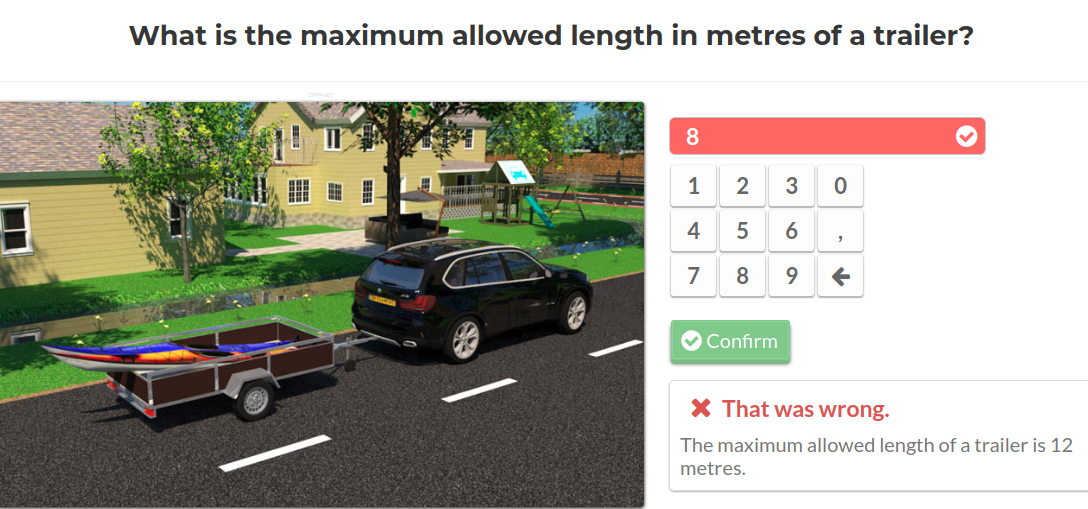 What is the maximum allowed length in metres of a trailer?
8
1 2 3 0
4 5 6 ,
7 8 9
Confirm
That was wrong.
The maximum allowed length of a trailer is 12
metres.